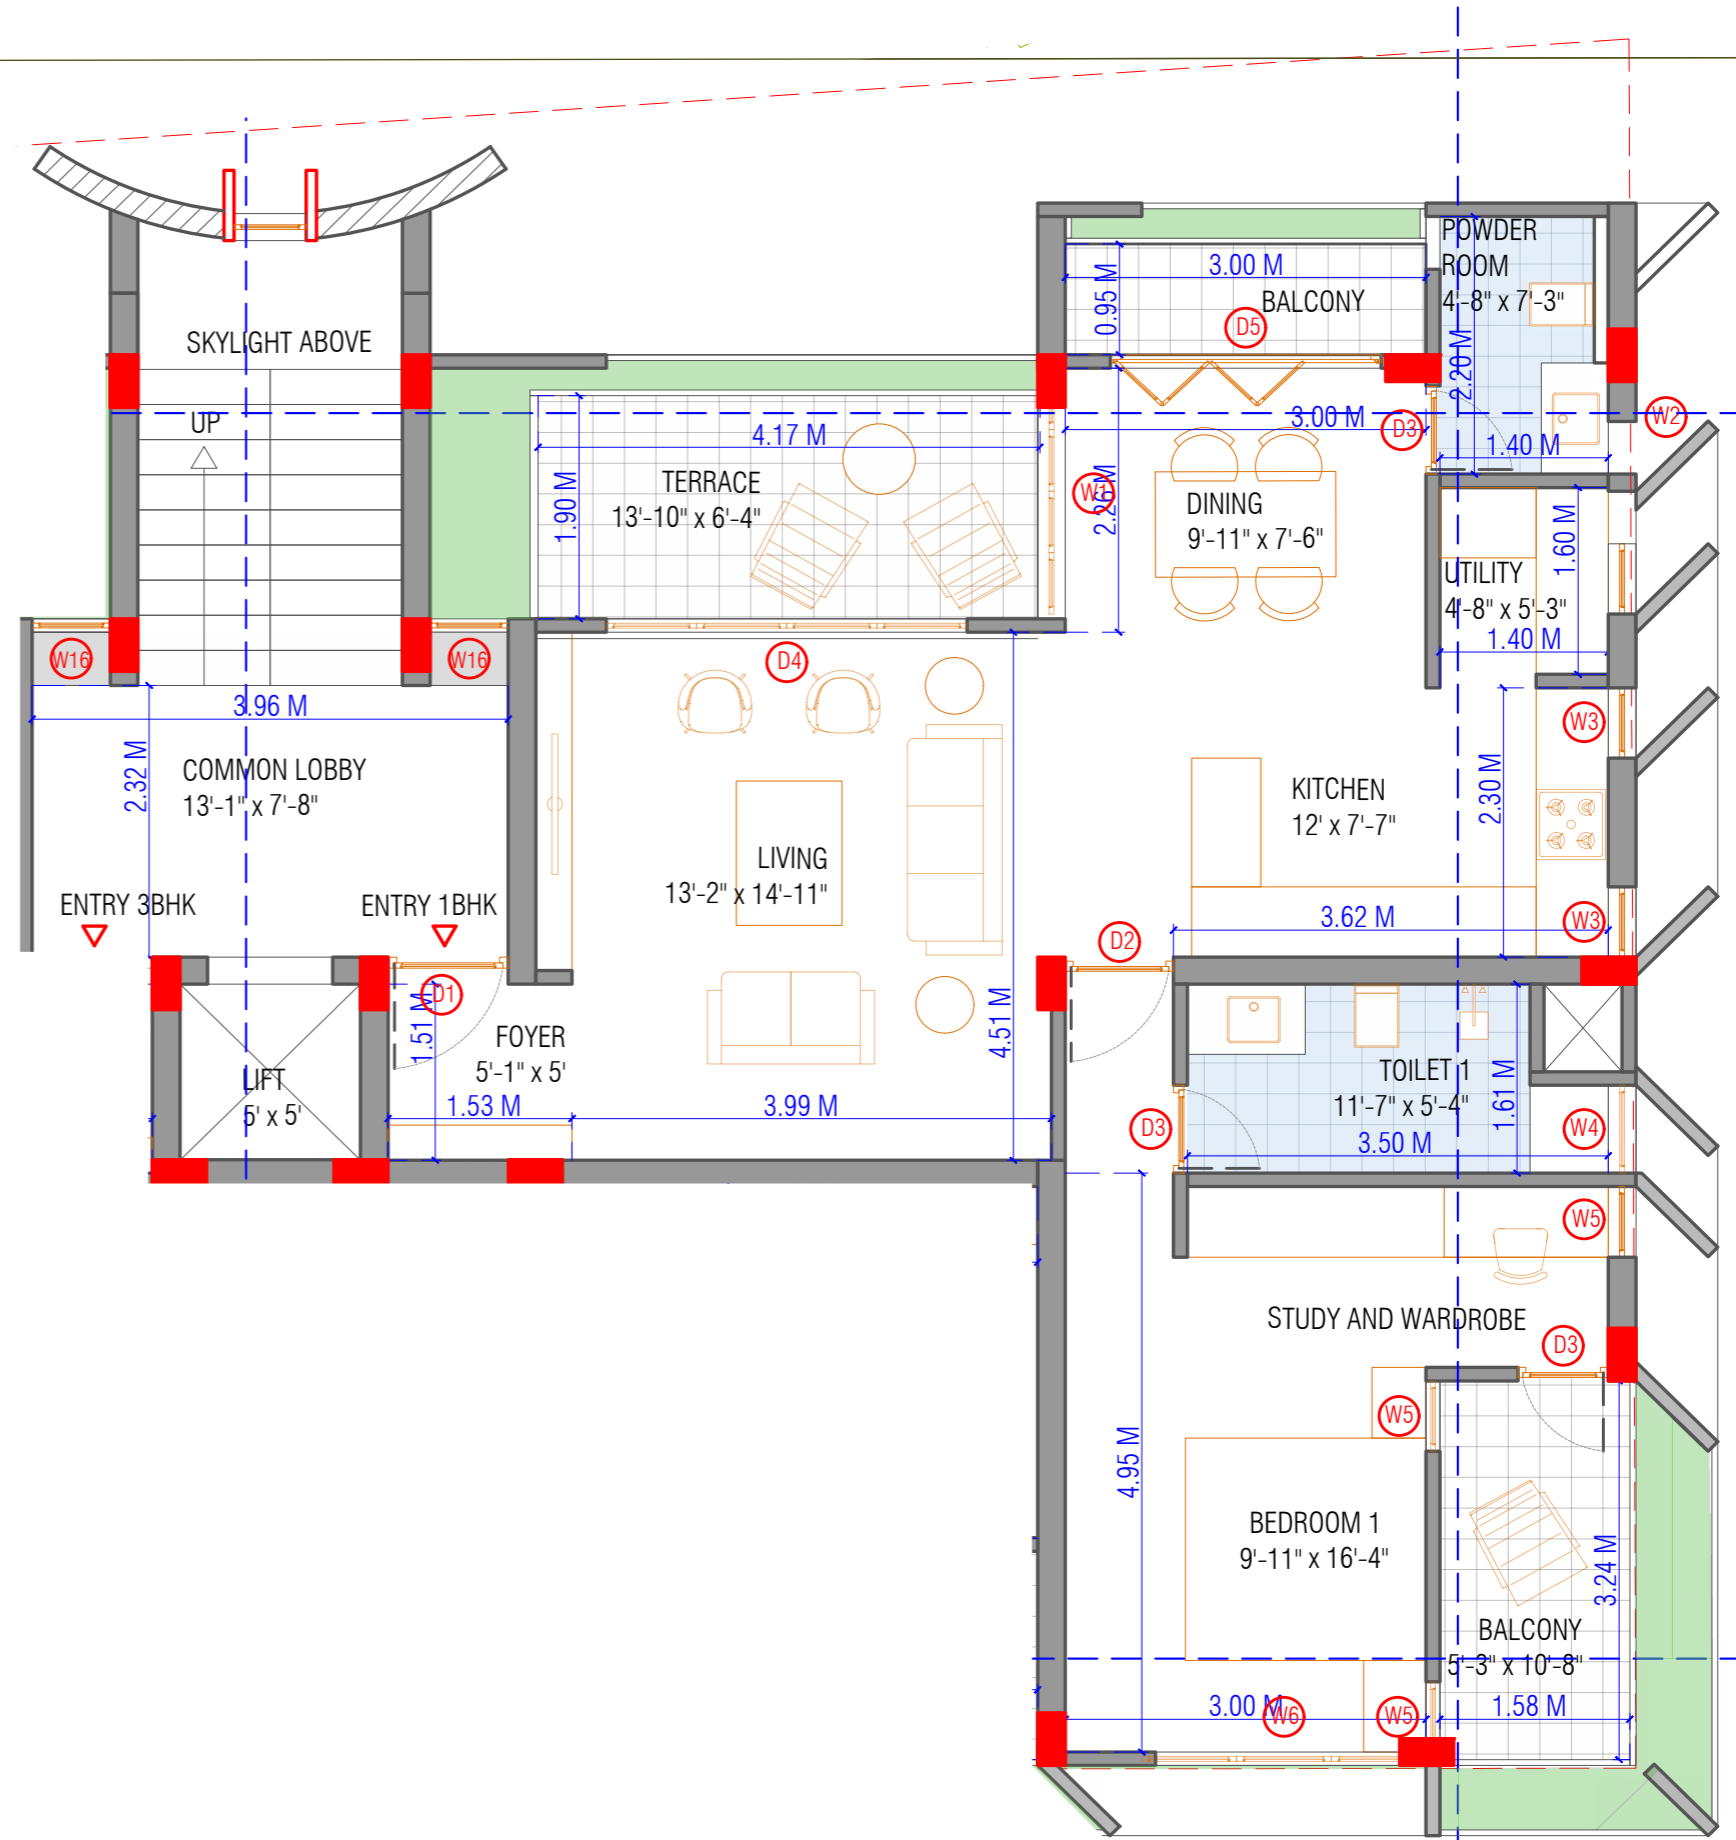 POWDER
ROOM
4'-8" x 7'-3"
3.00 M
0.95 M
BALCONY
D5
2.20 M
SKYLIGHT ABOVE
UP
4.17 M
TERRACE
13'-10" x 6'-4"
1.90 M
3.00 M
D3
W2
1.40 M
W1
2.26 M
DINING
9'-11" x 7'-6"
1.60 M
UTILITY
4'-8" x 5'-3"
1.40 M
W16
W16
D4
3.96 M
2.32 M
COMMON LOBBY
13'-1" x 7'-8"
W3
2.30 M
KITCHEN
12' x 7'-7"
LIVING
13'-2" x 14'-11"
ENTRY 3BHK
ENTRY 1BHK
3.62 M
W3
D2
D1
1.51 M
FOYER
5'-1" x 5'
4.51 M
LIFT
5' x 5'
1.53 M
3.99 M
TOILET 1
11'-7" x 5'-4"
1.61 M
D3
3.50 M
W4
W5
STUDY AND WARDROBE
D3
W5
4.95 M
BEDROOM 1
9'-11" x 16'-4"
3.24 M
BALCONY
5'-3" x 10'-8"
3.00 M
W6
W5
1.58 M